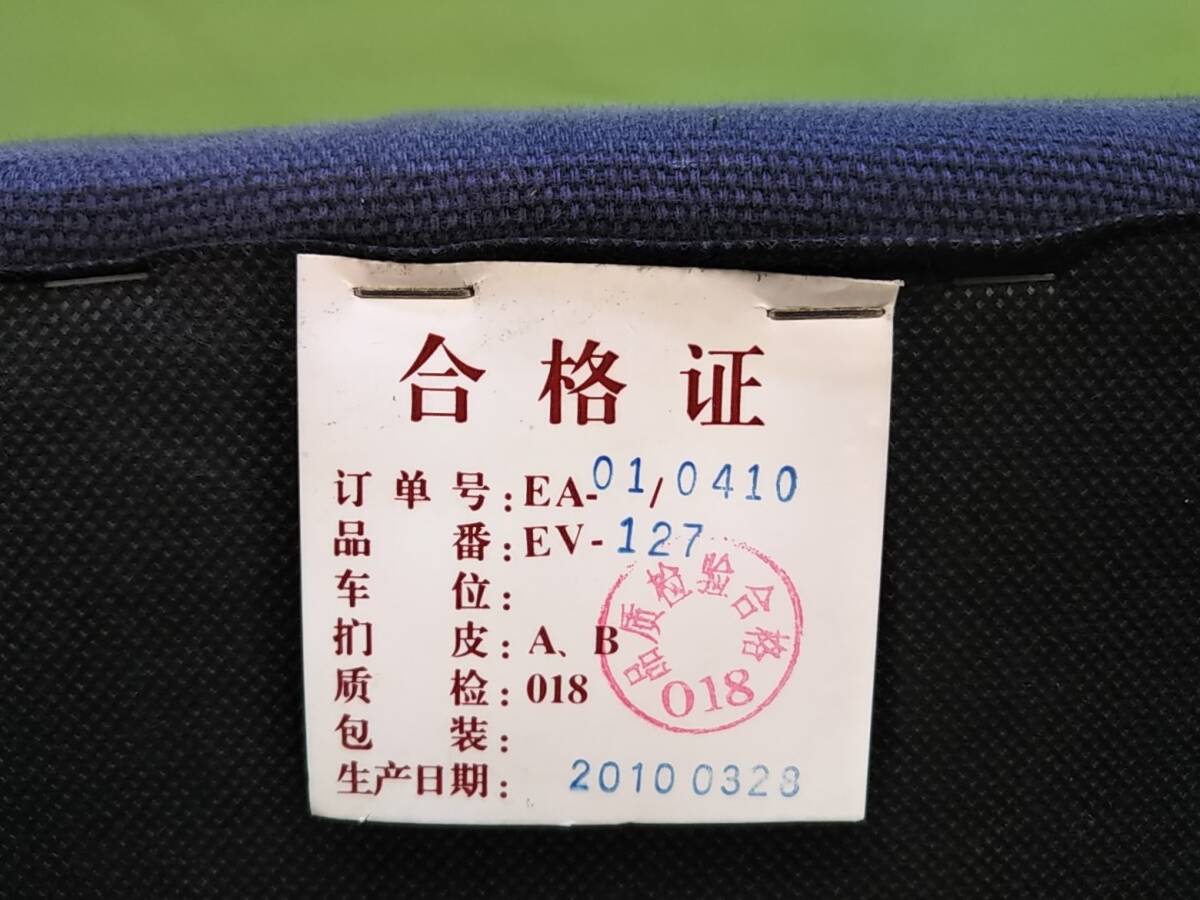 合格证
订单号:EA-01/0410
品番:EV-127
车位:
扪皮:A、B
质检:018
包装:
生产日期:20100328
品质检验合格
018